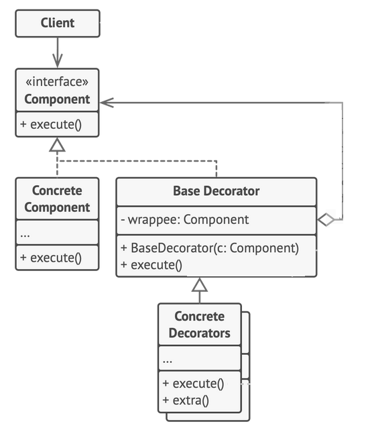 Client
«interface»
Component
+ execute()
Concrete
Component
...
+ execute()
Base Decorator
- wrappee: Component
+ BaseDecorator(c: Component)
+ execute()
Concrete
Decorators
...
+ execute()
+ extra()